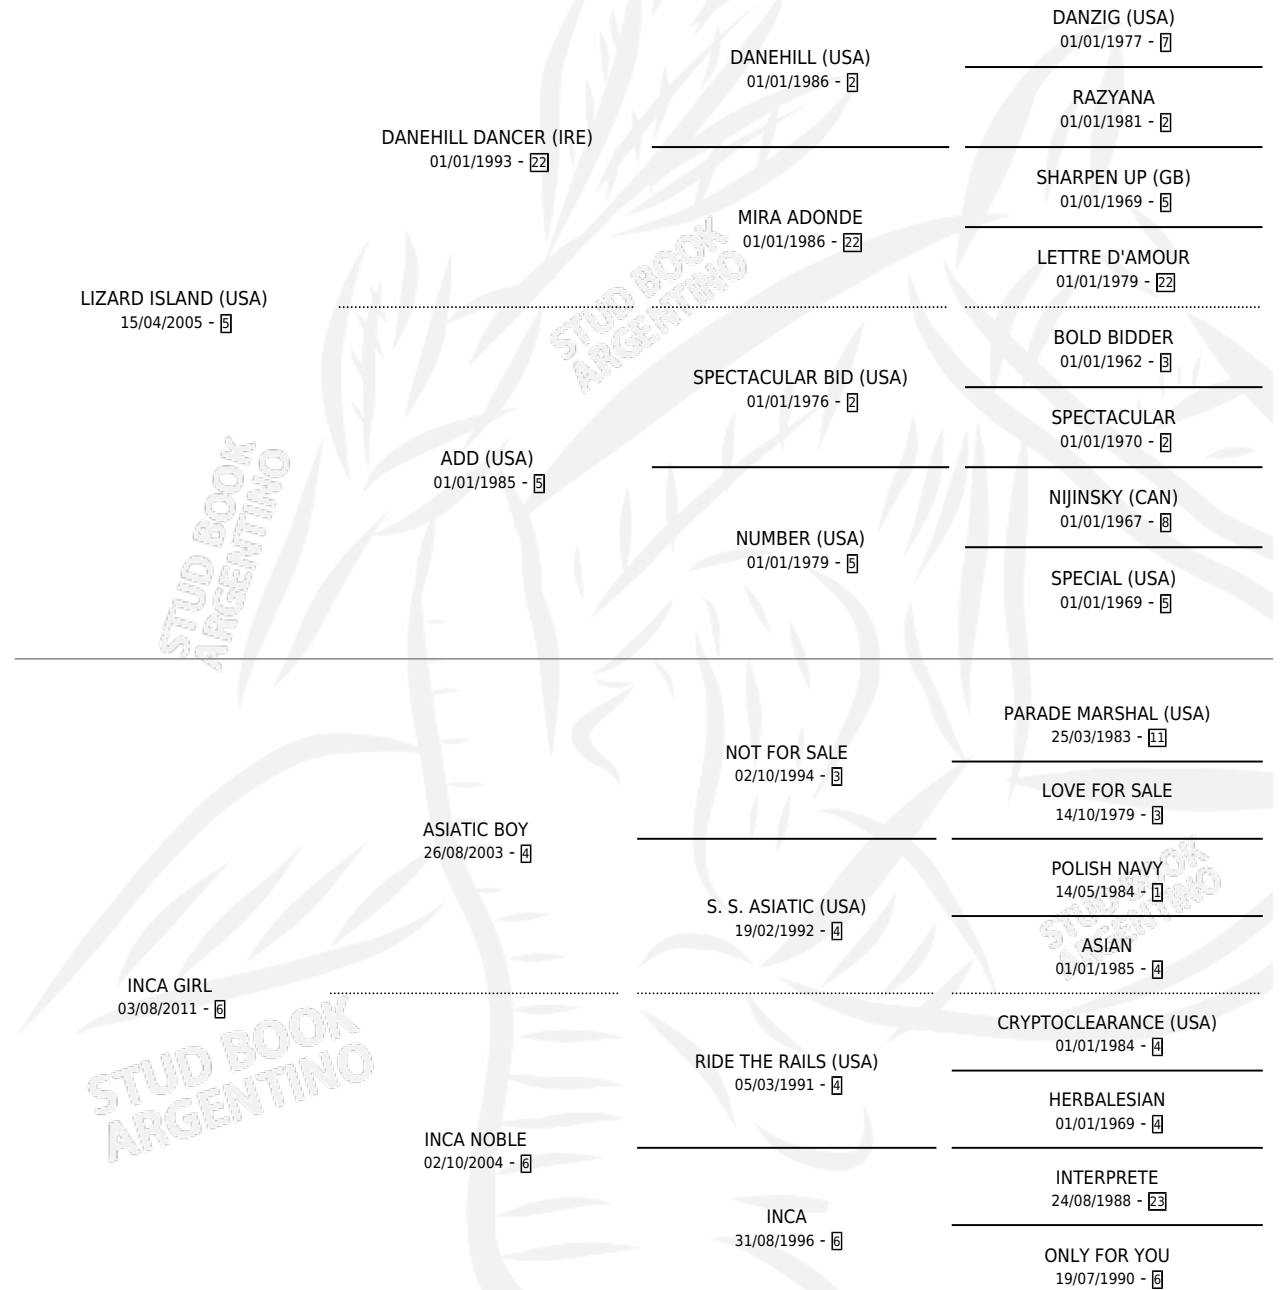 DANZIG (USA)
01/01/1977 - 7
DANEHILL (USA)
01/01/1986 - 2
RAZYANA
01/01/1981 - 2
DANEHILL DANCER (IRE)
01/01/1993 - 22
SHARPEN UP (GB)
01/01/1969 - 5
MIRA ADONDE
01/01/1986 - 22
LETTRE D'AMOUR
01/01/1979 - 22
LIZARD ISLAND (USA)
15/04/2005 - 5
STUD BOOK
ARGENTINO
BOLD BIDDER
01/01/1962 - 3
SPECTACULAR BID (USA)
01/01/1976 - 2
SPECTACULAR
01/01/1970 - 2
ADD (USA)
01/01/1985 - 5
NIJINSKY (CAN)
01/01/1967 - 8
NUMBER (USA)
01/01/1979 - 5
SPECIAL (USA)
01/01/1969 - 5
STUD BOOK
ARGENTINO
PARADE MARSHAL (USA)
25/03/1983 - 11
NOT FOR SALE
02/10/1994 - 3
LOVE FOR SALE
14/10/1979 - 3
ASIATIC BOY
26/08/2003 - 4
POLISH NAVY
14/05/1984 - 1
S. S. ASIATIC (USA)
19/02/1992 - 4
STUD BOOK
ARGENTINO
ASIAN
01/01/1985 - 4
INCA GIRL
03/08/2011 - 6
CRYPTOCLEARANCE (USA)
01/01/1984 - 4
STUD BOOK
ARGENTINO
RIDE THE RAILS (USA)
05/03/1991 - 4
HERBALESIAN
01/01/1969 - 4
INCA NOBLE
02/10/2004 - 6
INTERPRETE
24/08/1988 - 23
INCA
31/08/1996 - 6
ONLY FOR YOU
19/07/1990 - 6